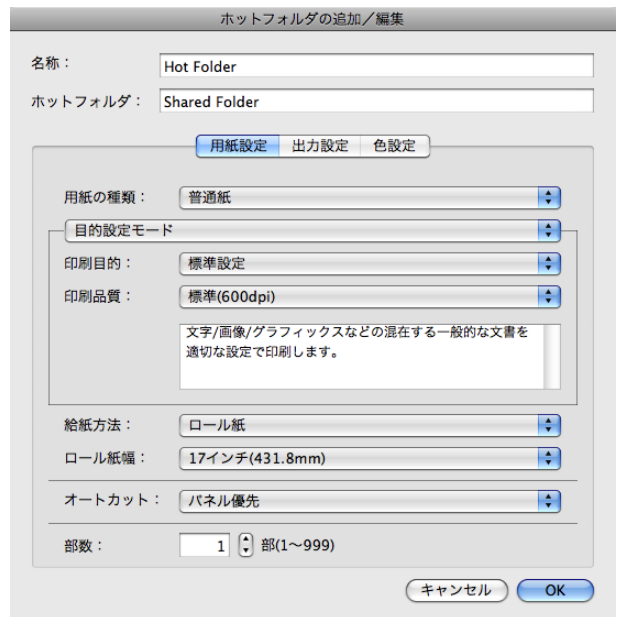 ホットフォルダの追加／編集
名称： Hot Folder
ホットフォルダ： Shared Folder
用紙設定 出力設定 色設定
用紙の種類： 普通紙
目的設定モード
印刷目的： 標準設定
印刷品質： 標準(600dpi)
文字/画像/グラフィックスなどの混在する一般的な文書を
適切な設定で印刷します。
給紙方法： ロール紙
ロール紙幅： 17インチ(431.8mm)
オートカット： パネル優先
部数： 1 部(1〜999)
キャンセル OK